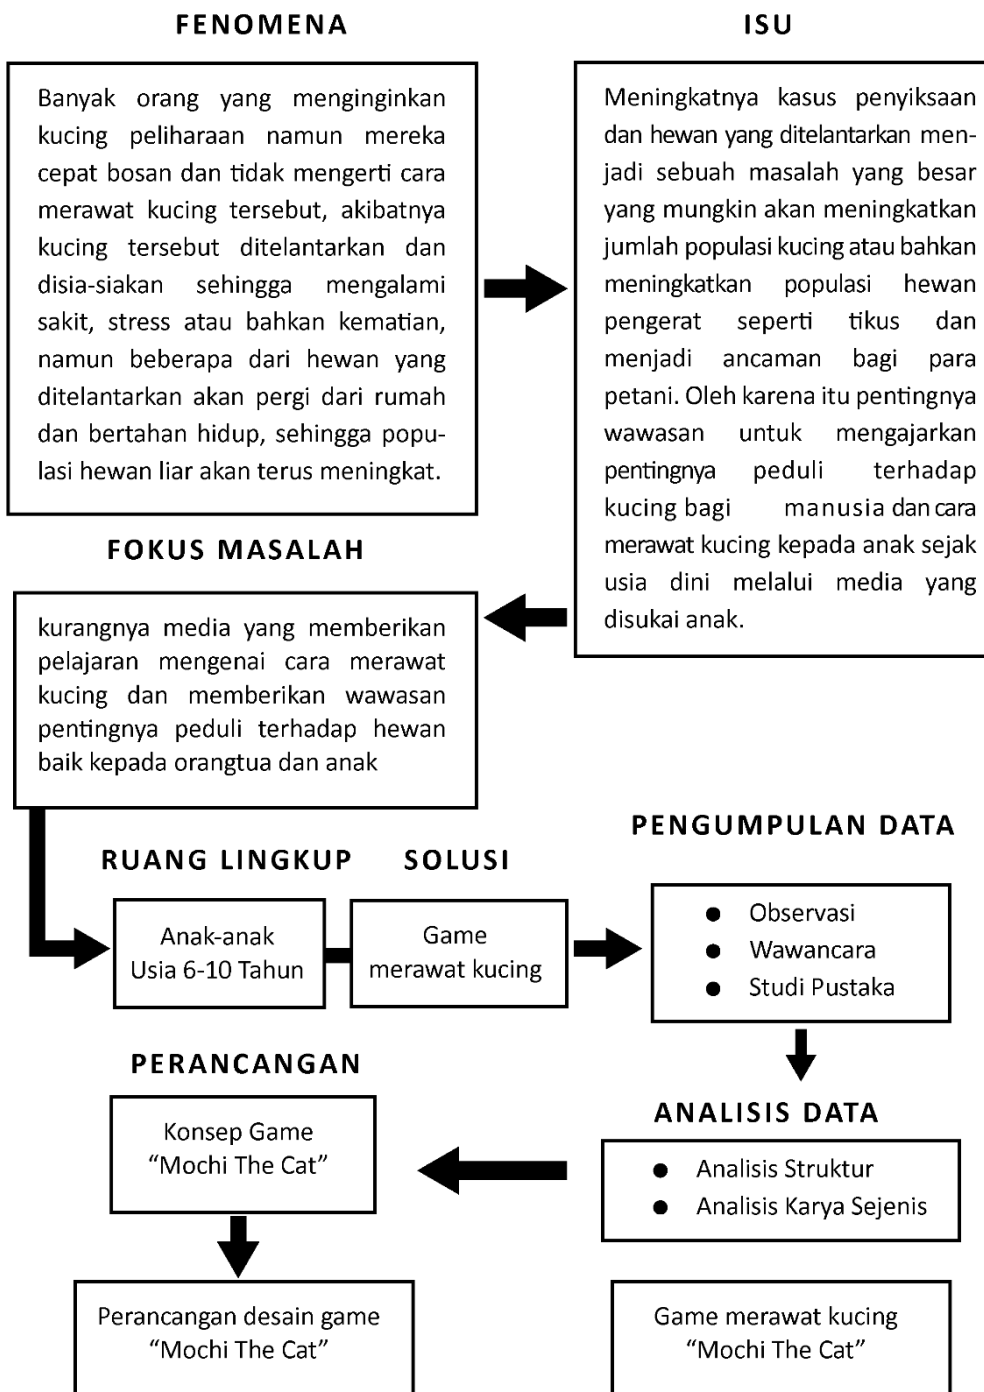 FENOMENA
Banyak orang yang menginginkan
kucing peliharaan namun mereka
cepat bosan dan tidak mengerti cara
merawat kucing tersebut, akibatnya
kucing tersebut ditelantarkan dan
disia-siakan sehingga mengalami
sakit, stress atau bahkan kematian,
namun beberapa dari hewan yang
ditelantarkan akan pergi dari rumah
dan bertahan hidup, sehingga popu-
lasi hewan liar akan terus meningkat.
ISU
Meningkatnya kasus penyiksaan
dan hewan yang ditelantarkan men-
jadi sebuah masalah yang besar
yang mungkin akan meningkatkan
jumlah populasi kucing atau bahkan
meningkatkan populasi hewan
pengerat seperti tikus dan
menjadi ancaman bagi para
petani. Oleh karena itu pentingnya
wawasan untuk mengajarkan
pentingnya peduli terhadap
kucing bagi manusia dan cara
merawat kucing kepada anak sejak
usia dini melalui media yang
disukai anak.
FOKUS MASALAH
kurangnya media yang memberikan
pelajaran mengenai cara merawat
kucing dan memberikan wawasan
pentingnya peduli terhadap hewan
baik kepada orangtua dan anak
RUANG LINGKUP
Anak-anak
Usia 6-10 Tahun
SOLUSI
Game
merawat kucing
PENGUMPULAN DATA
● Observasi
● Wawancara
● Studi Pustaka
ANALISIS DATA
● Analisis Struktur
● Analisis Karya Sejenis
PERANCANGAN
Konsep Game
“Mochi The Cat”
Perancangan desain game
“Mochi The Cat”
Game merawat kucing
“Mochi The Cat”